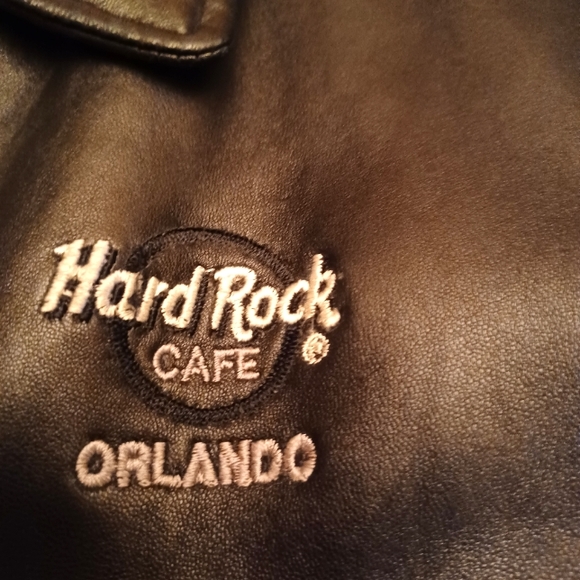 Hard Rock
CAFE
®
ORLANDO